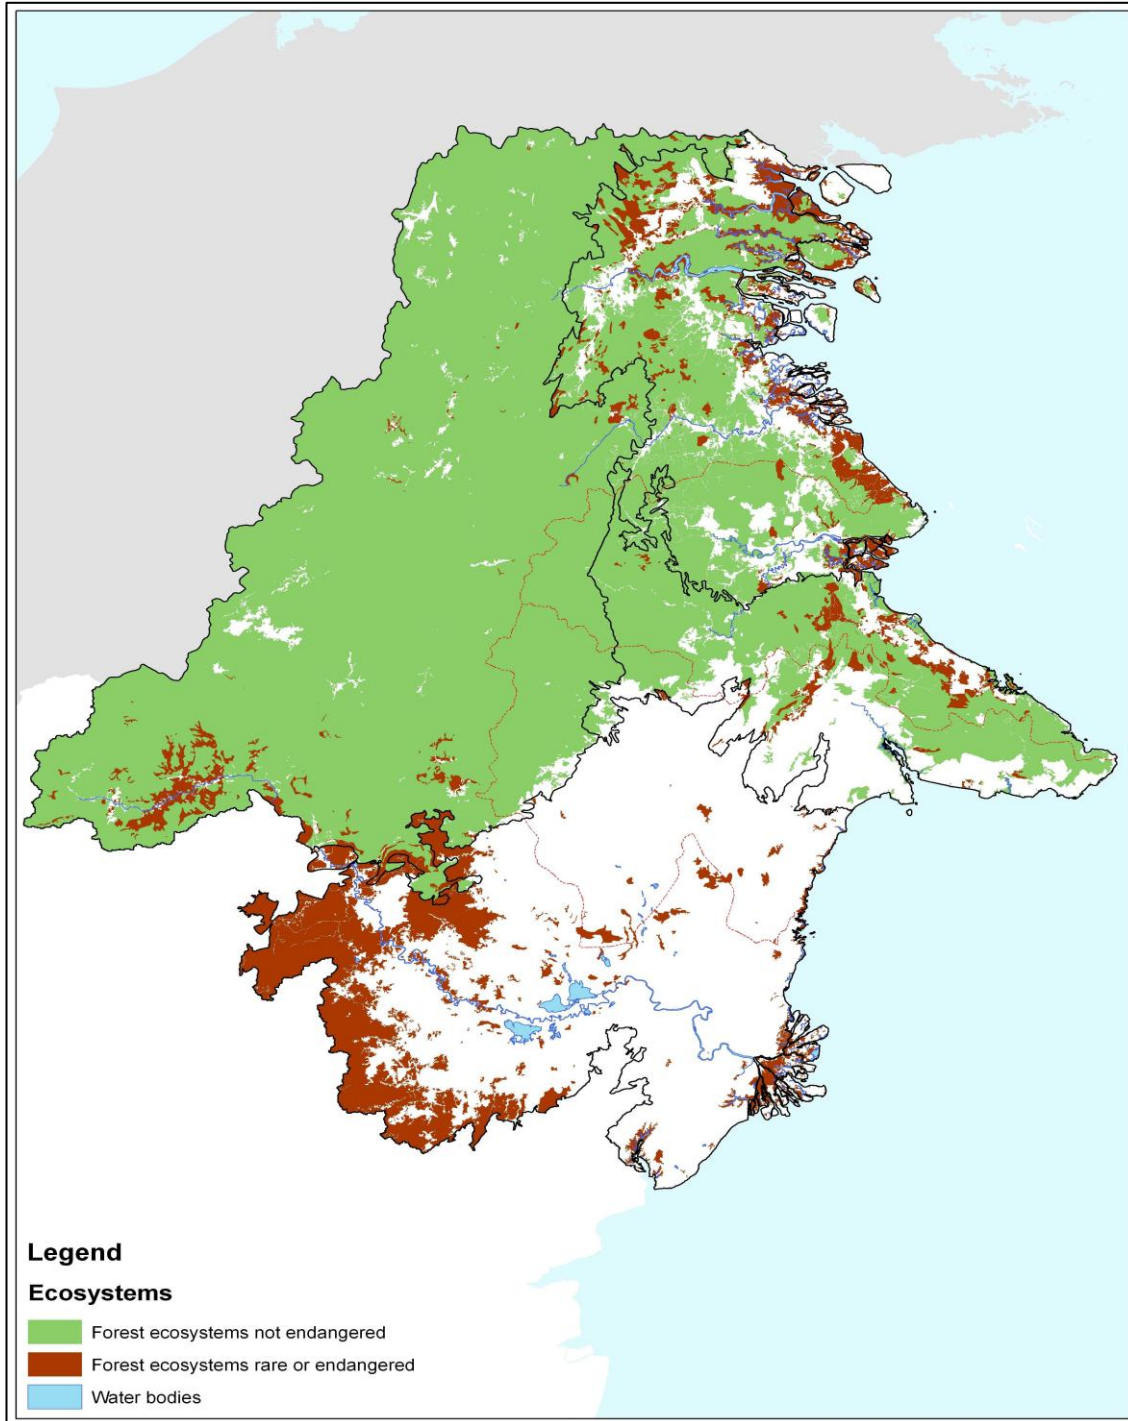 Legend
Ecosystems
Forest ecosystems not endangered
Forest ecosystems rare or endangered
Water bodies